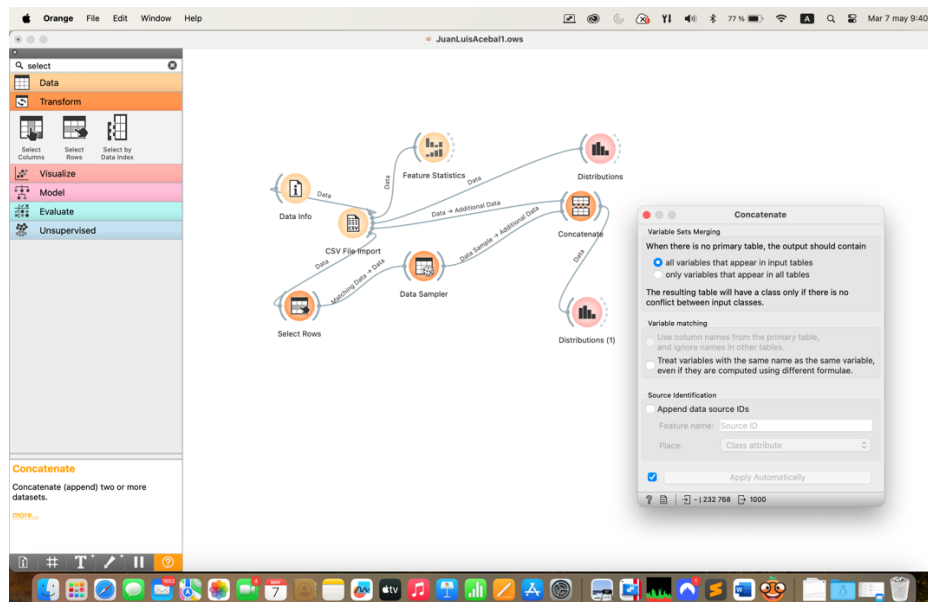 Orange File Edit Window Help
77 % A Mar 7 may 9:40
JuanLuisAcebal1.ows
select
Data
Transform
Select Columns
Select Rows
Select by Data Index
Visualize
Model
Evaluate
Unsupervised
Feature Statistics
Distributions
Data Info
Data
Data
Data
CSV File Import
Data → Additional Data
Concatenate
Data
Matching Data → Data
Data Sampler
Data Sample → Additional Data
Data
Select Rows
Distributions (1)
Concatenate
Variable Sets Merging
When there is no primary table, the output should contain
all variables that appear in input tables
only variables that appear in all tables
The resulting table will have a class only if there is no
conflict between input classes.
Variable matching
Use column names from the primary table,
and ignore names in other tables.
Treat variables with the same name as the same variable,
even if they are computed using different formulae.
Source Identification
Append data source IDs
Feature name: Source ID
Place: Class attribute
Apply Automatically
? - | 232 768 1000
Concatenate
Concatenate (append) two or more
datasets.
more...
# T ?
MAY
7
tv